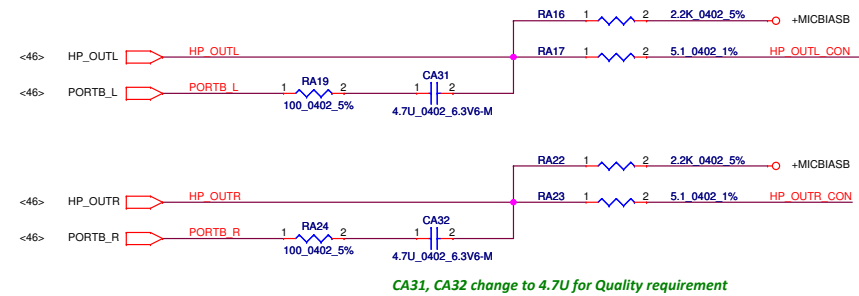 RA16 1 2 2.2K_0402_5% +MICBIASB
<46> HP_OUTL HP_OUTL RA17 1 2 5.1_0402_1% HP_OUTL_CON
<46> PORTB_L PORTB_L 1 RA19 2 1 CA31 2
100_0402_5% 4.7U_0402_6.3V6-M
RA22 1 2 2.2K_0402_5% +MICBIASB
<46> HP_OUTR HP_OUTR RA23 1 2 5.1_0402_1% HP_OUTR_CON
<46> PORTB_R PORTB_R 1 RA24 2 1 CA32 2
100_0402_5% 4.7U_0402_6.3V6-M
CA31, CA32 change to 4.7U for Quality requirement